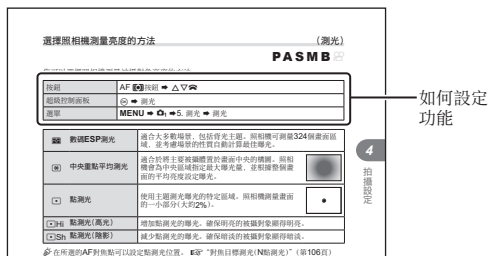 選擇照相機測量亮度的方法
(測光)
PASMB
按鈕 AF 按鈕 ➡ △▽
超級控制面板 ➡ 測光
選單 MENU ➡ ➡ 5. 測光 ➡ 測光
如何設定
功能
數碼ESP測光 適合大多數場景，包括背光主題。照相機可測量324個畫面區
域，並考慮場景的性質自動計算最佳曝光。
中央重點平均測光 適合於將主要被攝體置於畫面中央的構圖。照相
機會為中央區域指定最大曝光量，並根據整個畫
面的平均亮度設定曝光。
點測光 使用主題測光曝光的特定區域。照相機測量畫面
的一小部分(大約2%)。
Hi 點測光(高光) 增加點測光的曝光。確保明亮的被攝對象顯得明亮。
Sh 點測光(陰影) 減少點測光的曝光。確保暗淡的被攝對象顯得暗淡。
在所選的AF對焦點可以設定點測光位置。 “對焦目標測光(N點測光)”（第106頁）
4
拍攝設定